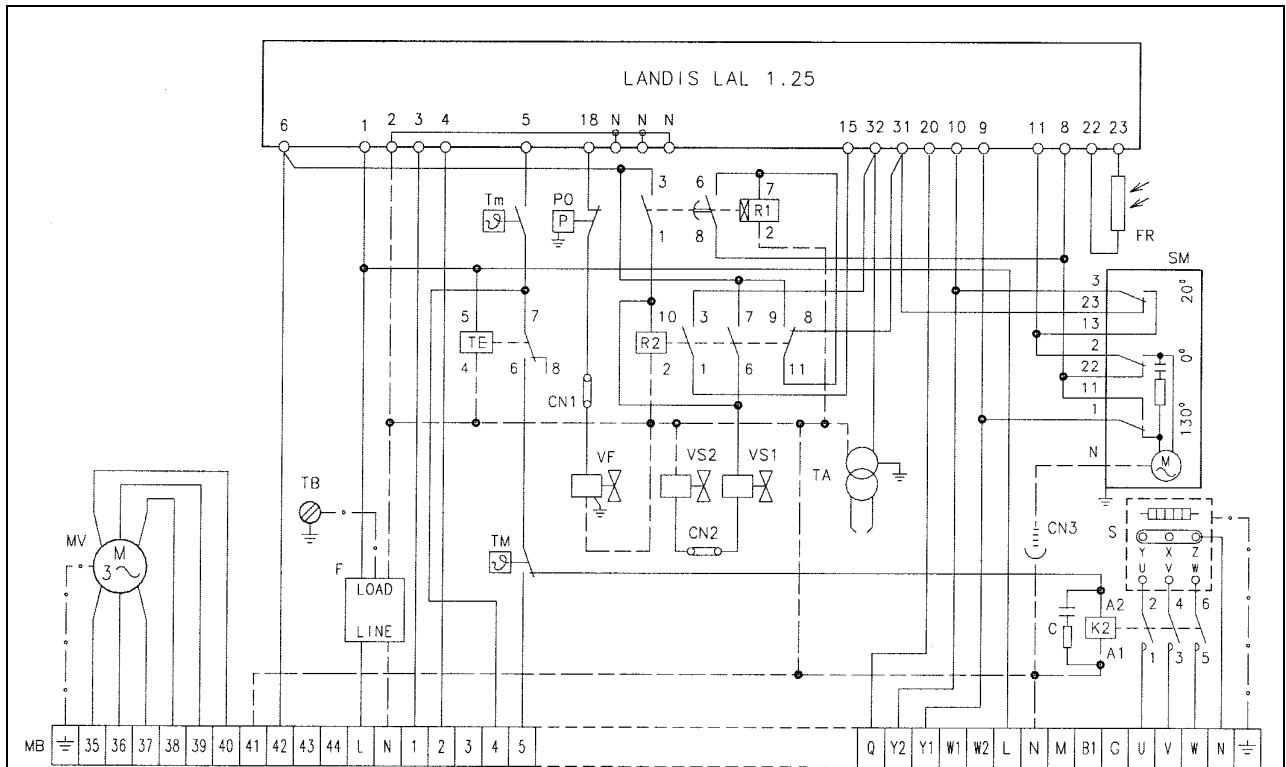 LANDIS LAL 1.25
6 1 2 3 4 5 18 N N N 15 32 31 20 10 9 11 8 22 23
3 6 7
Tm ϑ PO P R1 FR
1 8 2
SM
3 20°
23
5 7 10 3 7 9 8 13
TE R2 2 0°
4 6 8 2 1 6 11 22
11
CN1 1 130°
VF VS2 VS1 TA N M
TB CN2 CN3
MV M 3 S Y X Z
U V W
TM ϑ
F LOAD
LINE
A2 2 4 6
C K2
A1 1 3 5
MB 35 36 37 38 39 40 41 42 43 44 L N 1 2 3 4 5 Q Y2 Y1 W1 W2 L N M B1 G U V W N